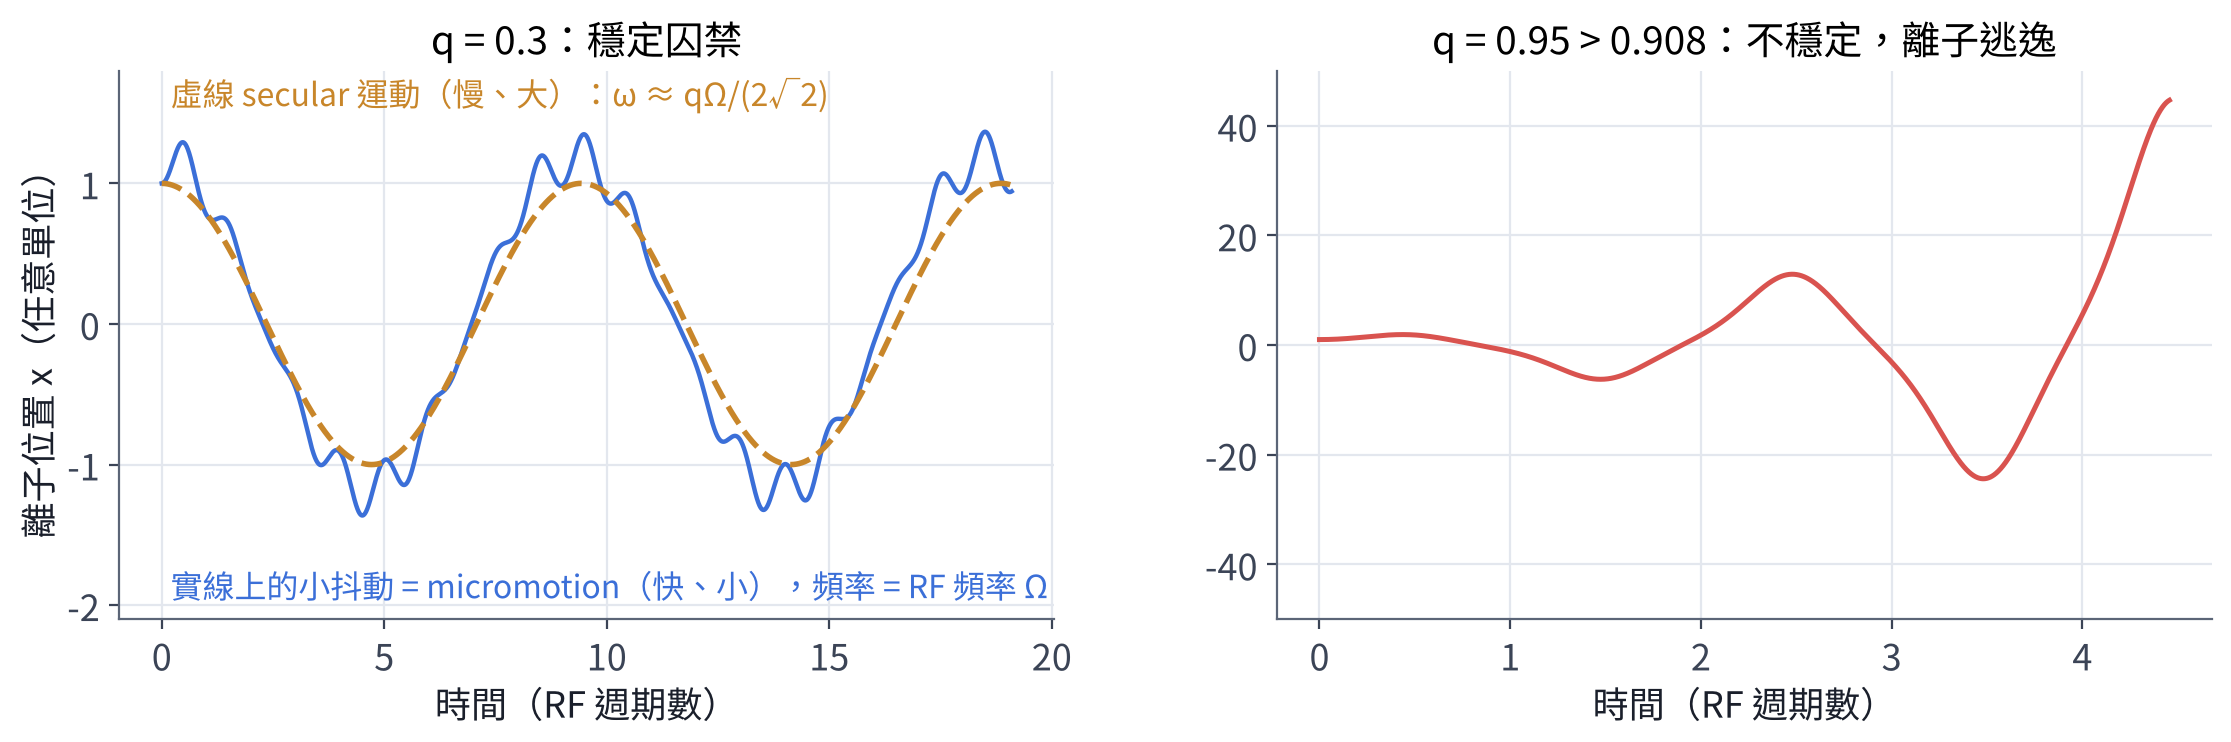 q = 0.3：穩定囚禁
虛線 secular 運動（慢、大）：ω ≈ qΩ/(2√2)
1
0
-1
-2
離子位置 x（任意單位）
實線上的小抖動 = micromotion（快、小），頻率 = RF 頻率 Ω
0 5 10 15 20
時間（RF 週期數）
q = 0.95 > 0.908：不穩定，離子逃逸
40
20
0
-20
-40
0 1 2 3 4
時間（RF 週期數）